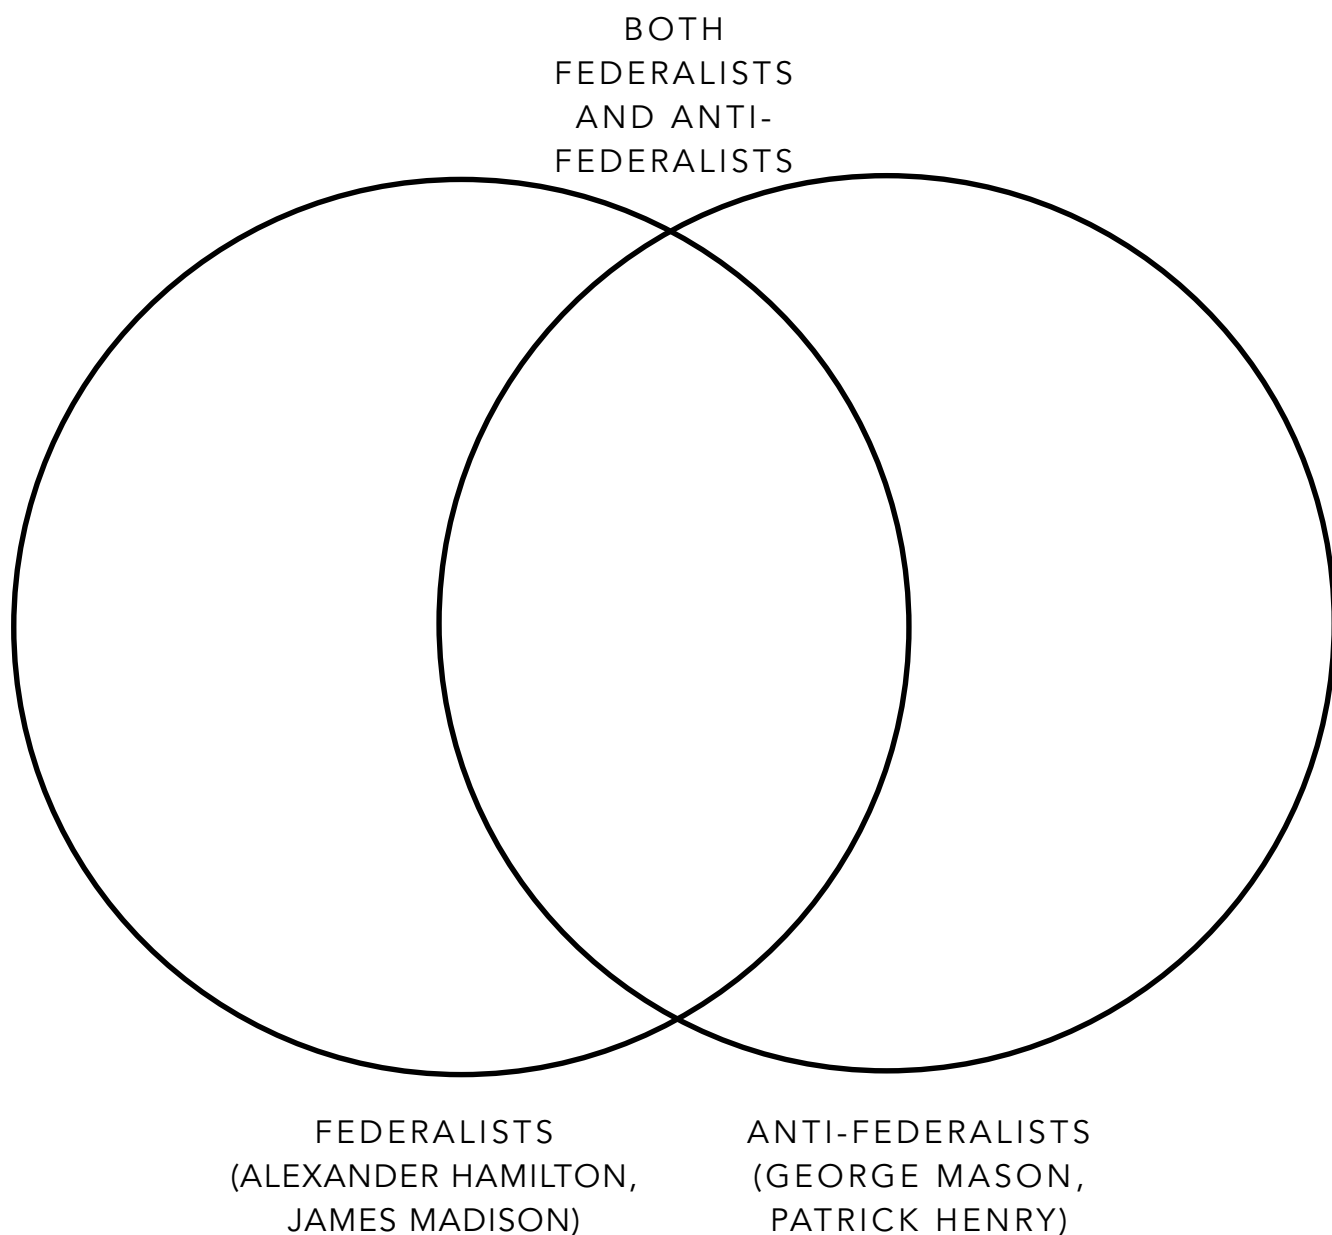 BOTH
FEDERALISTS
AND ANTI-
FEDERALISTS
FEDERALISTS
(ALEXANDER HAMILTON,
JAMES MADISON)
ANTI-FEDERALISTS
(GEORGE MASON,
PATRICK HENRY)